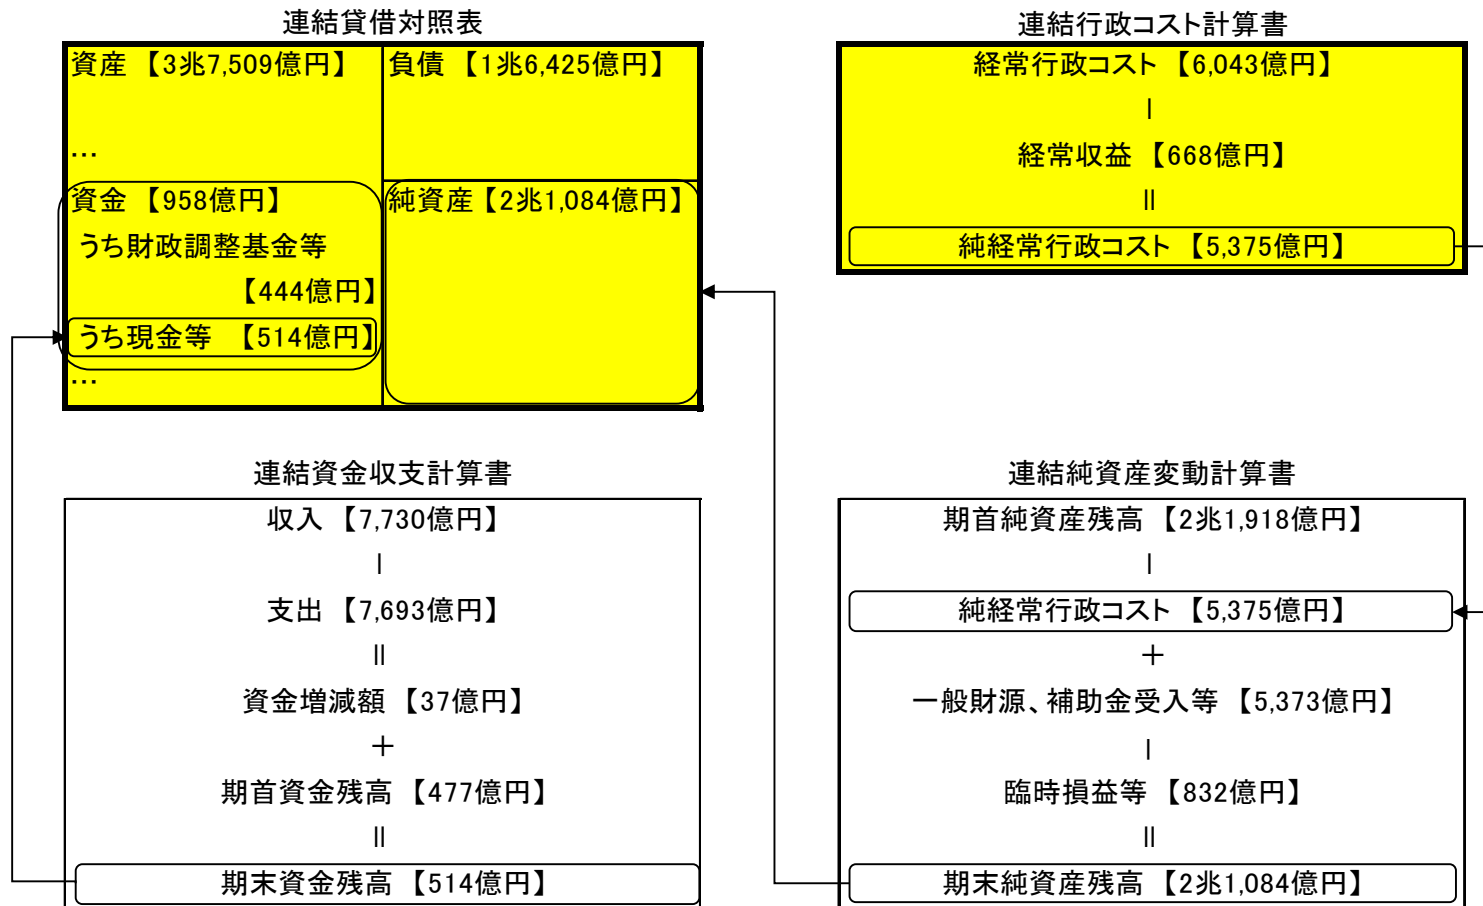 連結貸借対照表
資産 【3兆7,509億円】
負債 【1兆6,425億円】
…
資金 【958億円】
純資産 【2兆1,084億円】
うち財政調整基金等
【444億円】
うち現金等 【514億円】
…
連結行政コスト計算書
経常行政コスト 【6,043億円】
－
経常収益 【668億円】
＝
純経常行政コスト 【5,375億円】
連結資金収支計算書
収入 【7,730億円】
－
支出 【7,693億円】
＝
資金増減額 【37億円】
＋
期首資金残高 【477億円】
＝
期末資金残高 【514億円】
連結純資産変動計算書
期首純資産残高 【2兆1,918億円】
－
純経常行政コスト 【5,375億円】
＋
一般財源、補助金受入等 【5,373億円】
－
臨時損益等 【832億円】
＝
期末純資産残高 【2兆1,084億円】